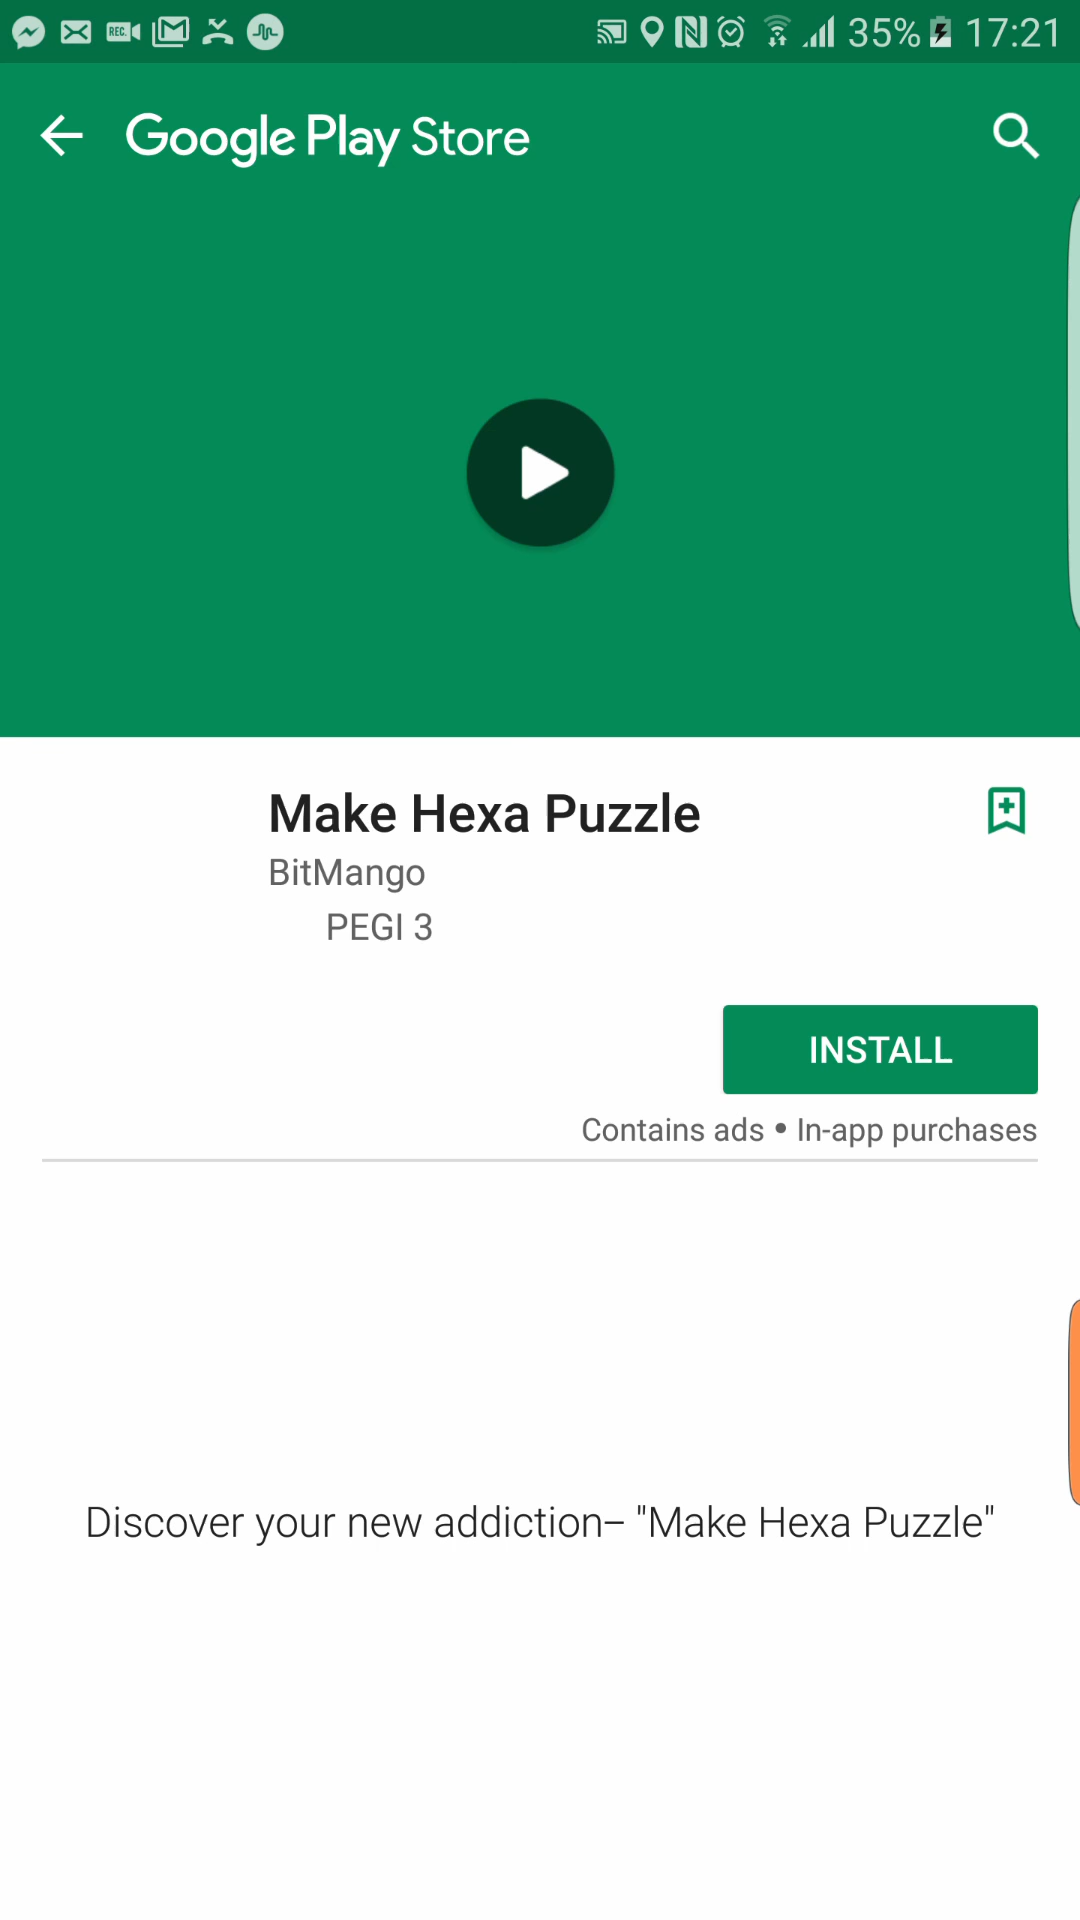 REC 35% 17:21
Google Play Store
Make Hexa Puzzle
BitMango
PEGI 3
INSTALL
Contains ads • In-app purchases
Discover your new addiction– "Make Hexa Puzzle"